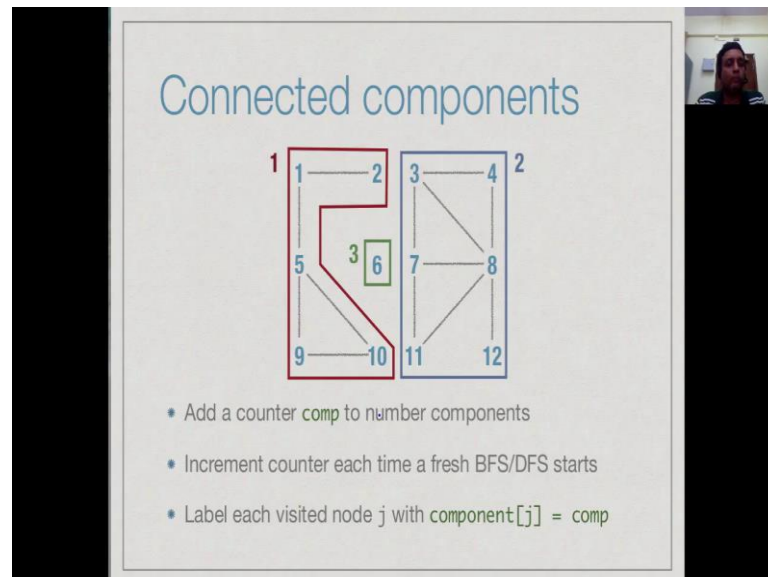 Connected components
1 1 2 3 4 2
5 3 6 7 8
9 10 11 12
Add a counter comp to number components
Increment counter each time a fresh BFS/DFS starts
Label each visited node j with component[j] = comp